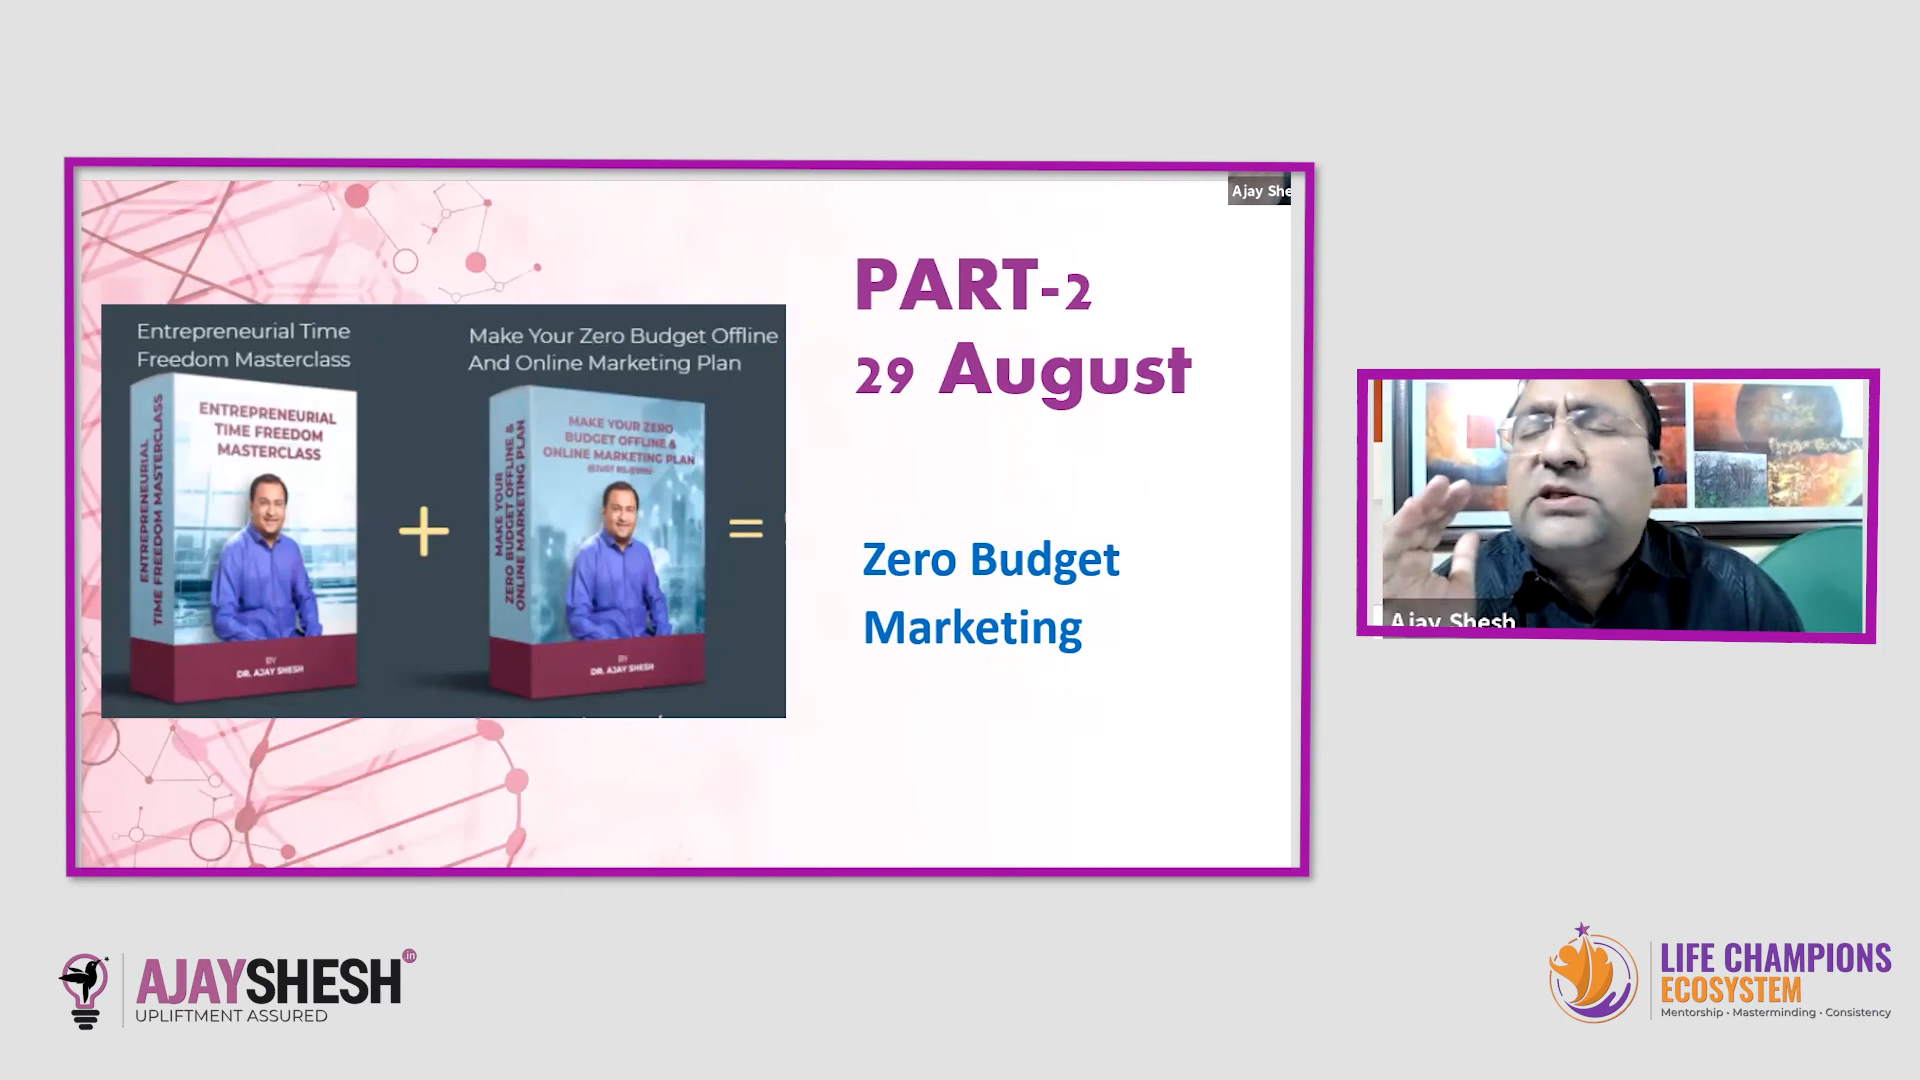 Ajay She
PART-2
29 August
Entrepreneurial Time
Freedom Masterclass
Make Your Zero Budget Offline
And Online Marketing Plan
ENTREPRENEURIAL
TIME FREEDOM MASTERCLASS
ENTREPRENEURIAL
TIME FREEDOM
MASTERCLASS
BY
DR. AJAY SHESH
+
MAKE YOUR
ZERO BUDGET OFFLINE &
ONLINE MARKETING PLAN
MAKE YOUR ZERO
BUDGET OFFLINE &
ONLINE MARKETING PLAN
BY
DR. AJAY SHESH
=
Zero Budget
Marketing
Ajay Shesh
AJAYSHESH
.in
UPLIFTMENT ASSURED
LIFE CHAMPIONS
ECOSYSTEM
Mentorship • Masterminding • Consistency